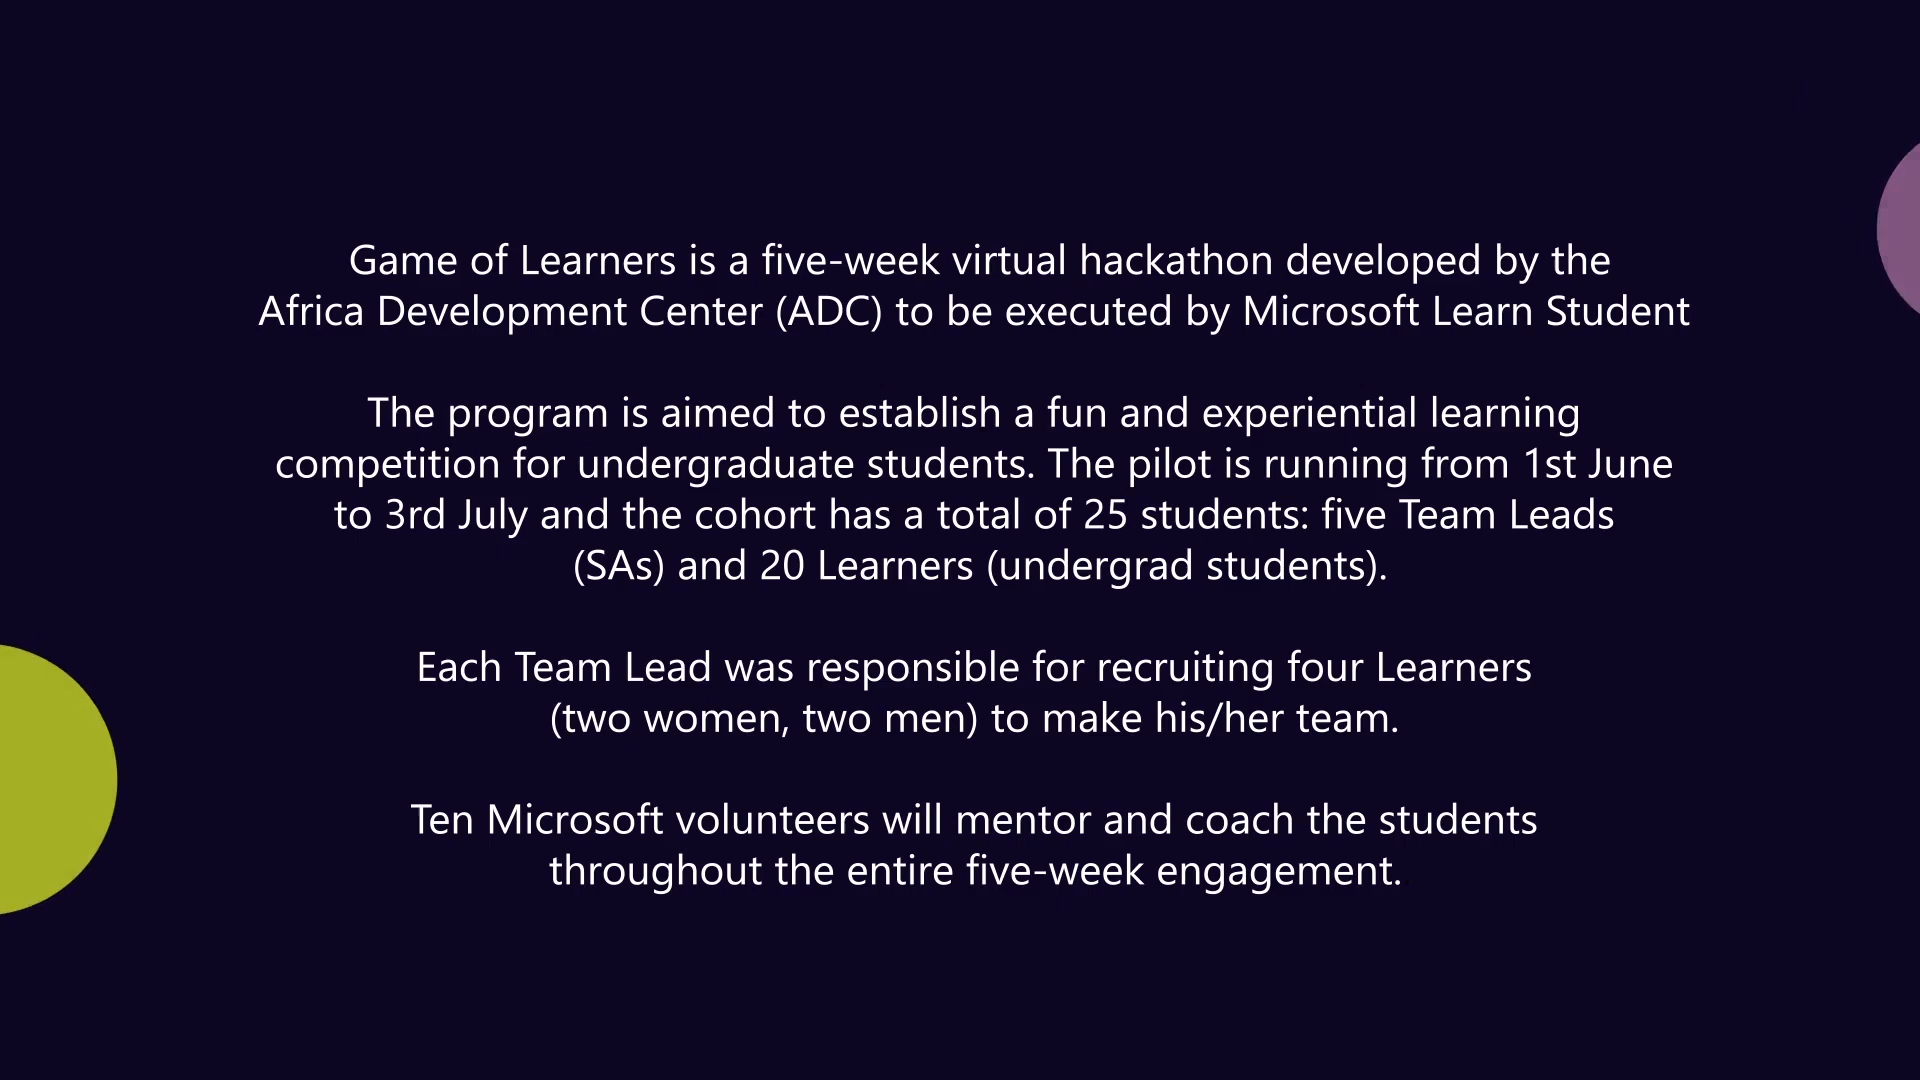 Game of Learners is a five-week virtual hackathon developed by the
Africa Development Center (ADC) to be executed by Microsoft Learn Student
The program is aimed to establish a fun and experiential learning
competition for undergraduate students. The pilot is running from 1st June
to 3rd July and the cohort has a total of 25 students: five Team Leads
(SAs) and 20 Learners (undergrad students).
Each Team Lead was responsible for recruiting four Learners
(two women, two men) to make his/her team.
Ten Microsoft volunteers will mentor and coach the students
throughout the entire five-week engagement.